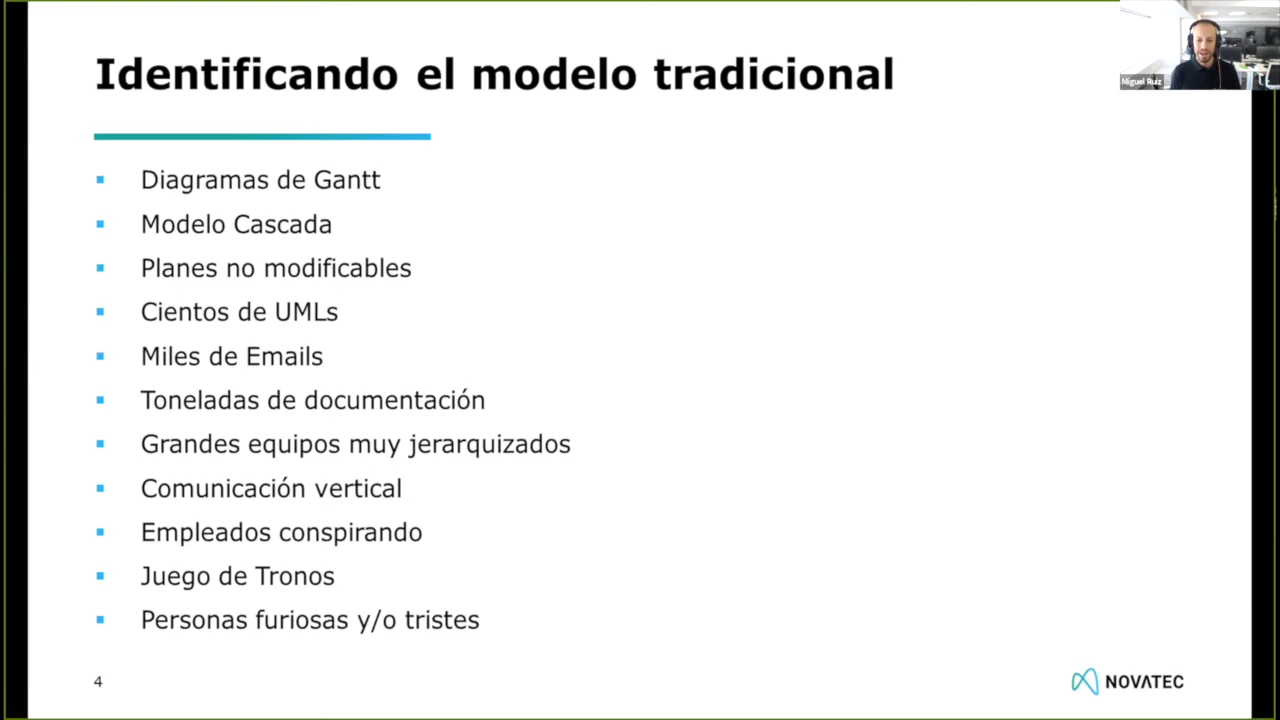 Identificando el modelo tradicional
Miguel Ruiz
▪ Diagramas de Gantt
▪ Modelo Cascada
▪ Planes no modificables
▪ Cientos de UMLs
▪ Miles de Emails
▪ Toneladas de documentación
▪ Grandes equipos muy jerarquizados
▪ Comunicación vertical
▪ Empleados conspirando
▪ Juego de Tronos
▪ Personas furiosas y/o tristes
4
NOVATEC